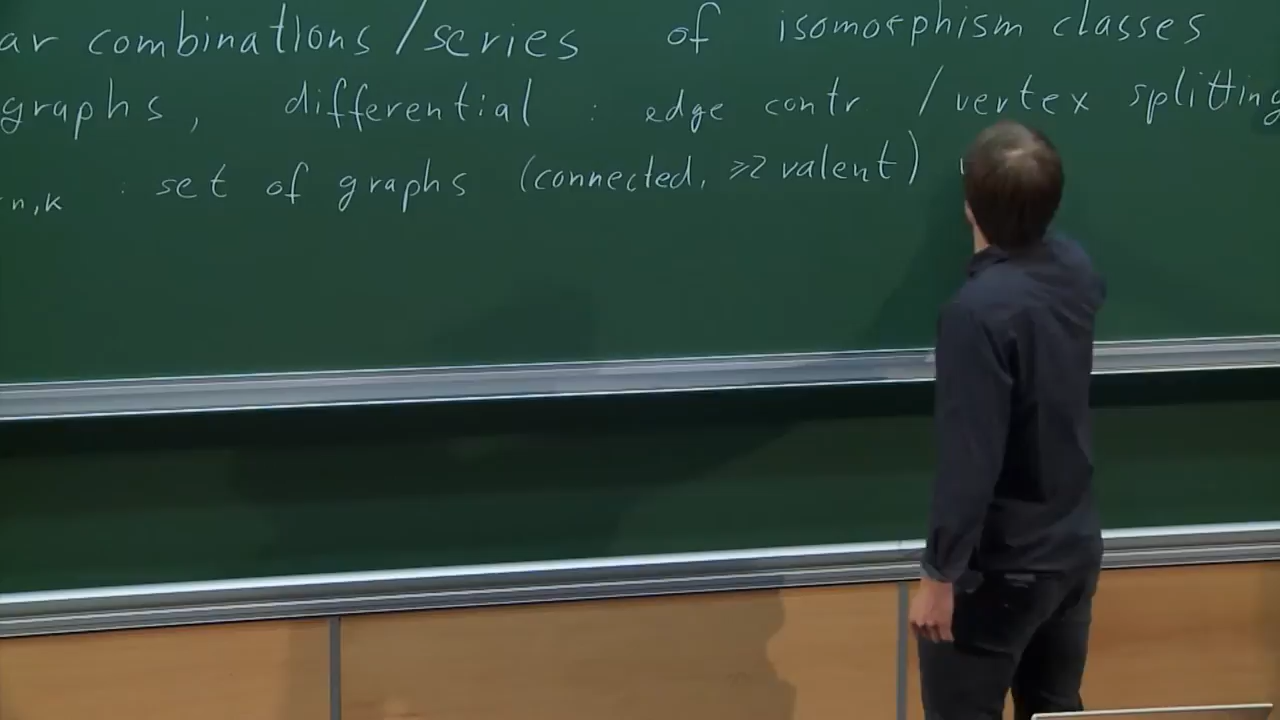 ar combinations/series of isomorphism classes
graphs, differential : edge contr. /vertex splitting
n,k : set of graphs (connected, ≥2 valent)